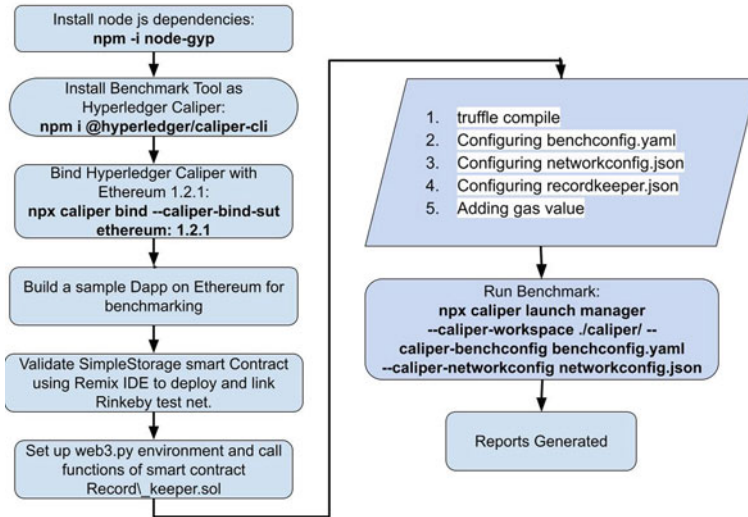 Install node js dependencies:
npm -i node-gyp
Install Benchmark Tool as
Hyperledger Caliper:
npm i @hyperledger/caliper-cli
Bind Hyperledger Caliper with
Ethereum 1.2.1:
npx caliper bind --caliper-bind-sut
ethereum: 1.2.1
Build a sample Dapp on Ethereum for
benchmarking
Validate SimpleStorage smart Contract
using Remix IDE to deploy and link
Rinkeby test net.
Set up web3.py environment and call
functions of smart contract
Record\_keeper.sol
1. truffle compile
2. Configuring benchconfig.yaml
3. Configuring networkconfig.json
4. Configuring recordkeeper.json
5. Adding gas value
Run Benchmark:
npx caliper launch manager
--caliper-workspace ./caliper/ --
caliper-benchconfig benchconfig.yaml
--caliper-networkconfig networkconfig.json
Reports Generated